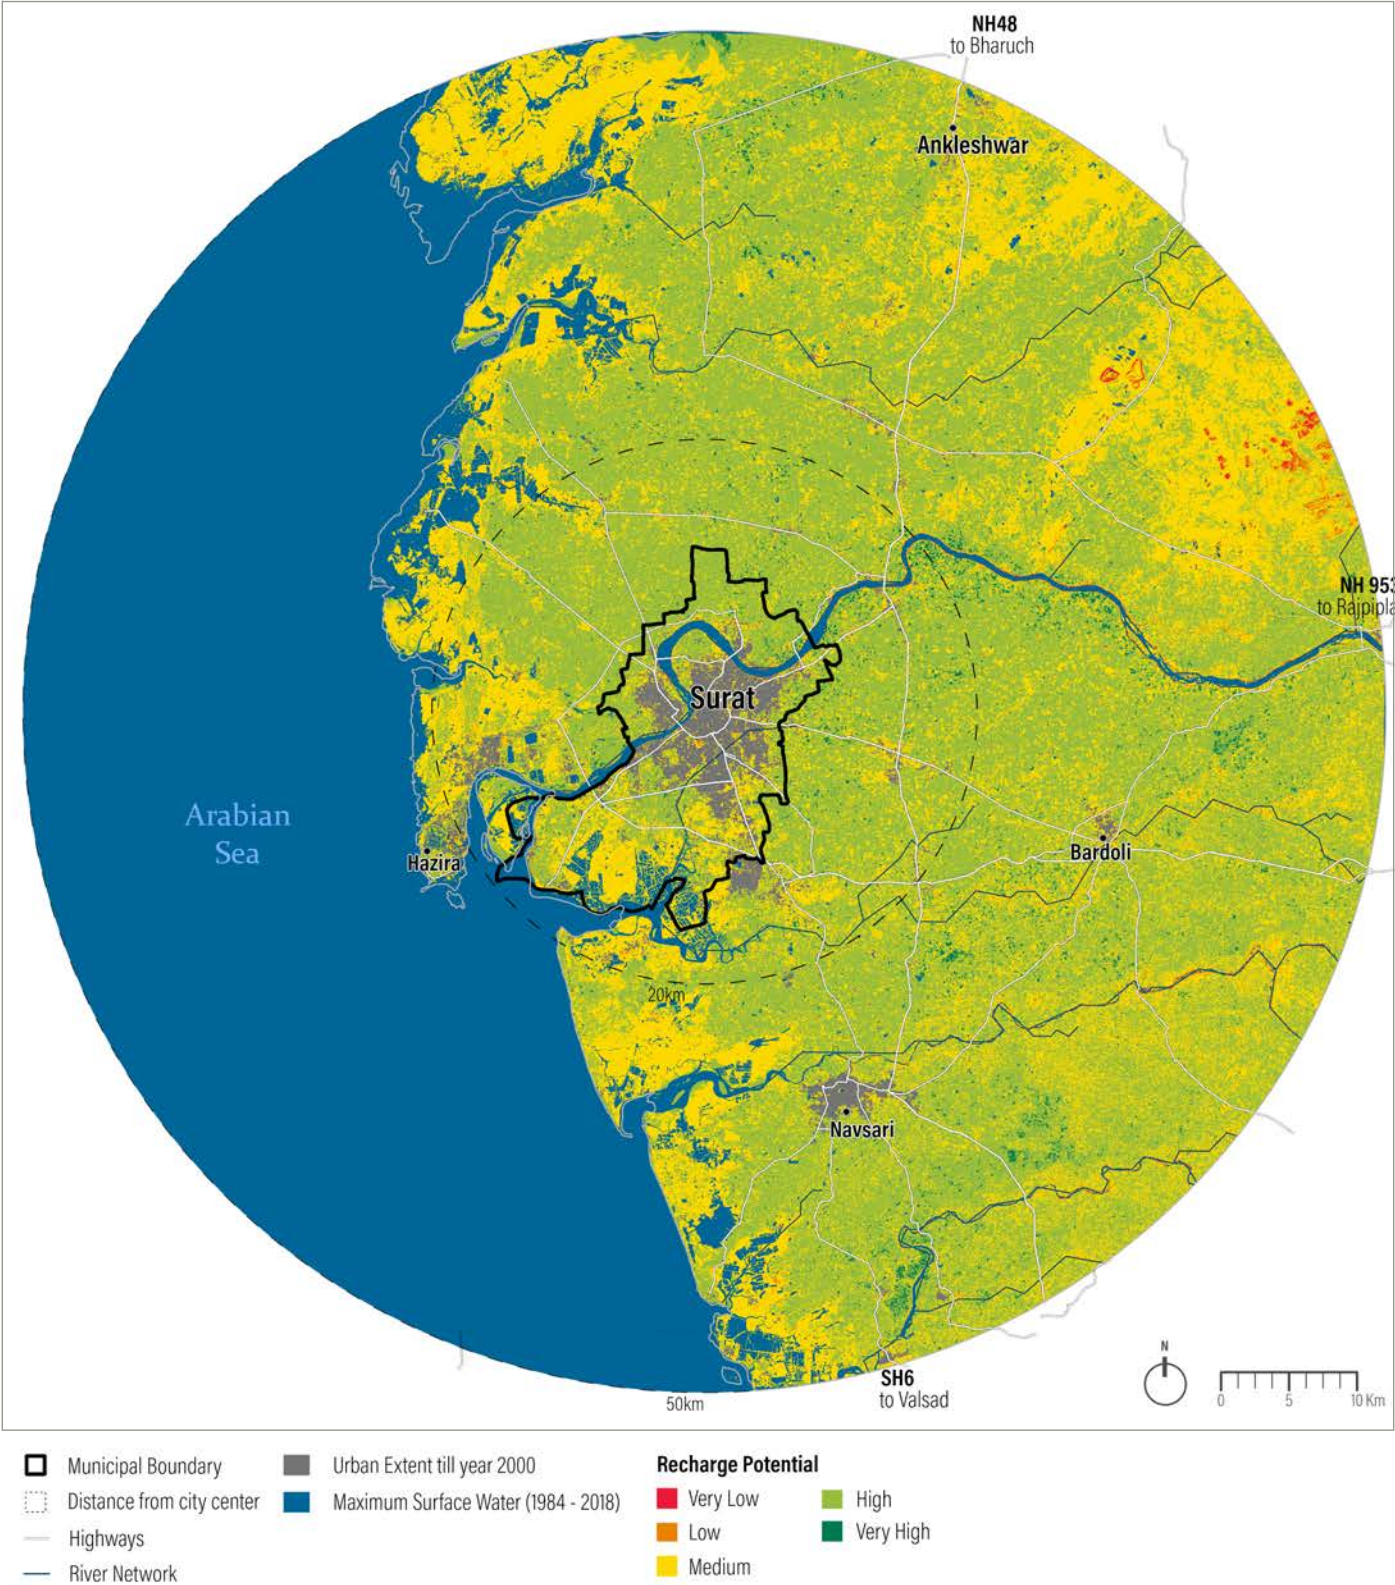 NH48
to Bharuch
Ankleshwar
NH 953
to Rajpipla
Surat
Arabian
Sea
Hazira
Bardoli
20km
Navsari
N
SH6
to Valsad
50km
0 5 10 Km
Municipal Boundary
Distance from city center
Highways
River Network
Urban Extent till year 2000
Maximum Surface Water (1984 - 2018)
Recharge Potential
Very Low
Low
Medium
High
Very High